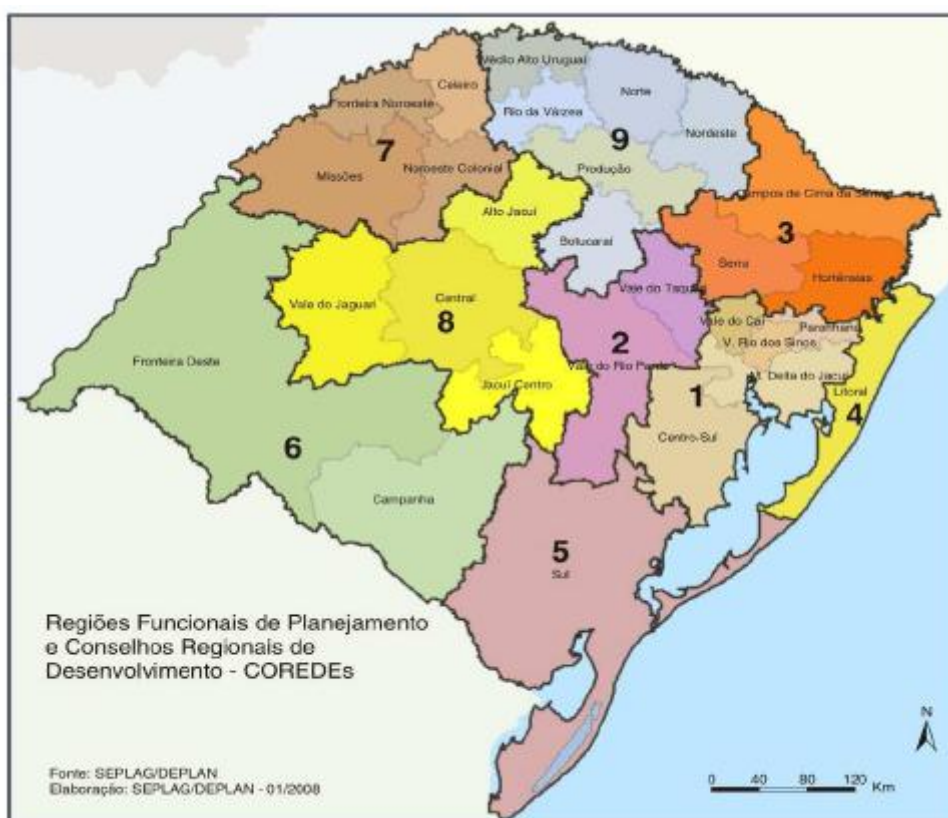 Médio Alto Uruguai
Celeiro
Norte
Fronteira Noroeste
Rio da Várzea
Nordeste
9
7
Produção
Noroeste Colonial
Missões
Campos de Cima da Serra
Alto Jacuí
3
Botucaraí
Serra
Hortênsias
Vale do Taquari
Vale do Jaguari
Central
8
Vale do Caí
Paranhana
V. Rio dos Sinos
2
Fronteira Oeste
Vale do Rio Pardo
M. Delta do Jacuí
Jacuí Centro
1
Litoral
4
Centro-Sul
6
Campanha
5
Sul
Regiões Funcionais de Planejamento
e Conselhos Regionais de
Desenvolvimento - COREDEs
N
Fonte: SEPLAG/DEPLAN
Elaboração: SEPLAG/DEPLAN - 01/2008
0 40 80 120
Km